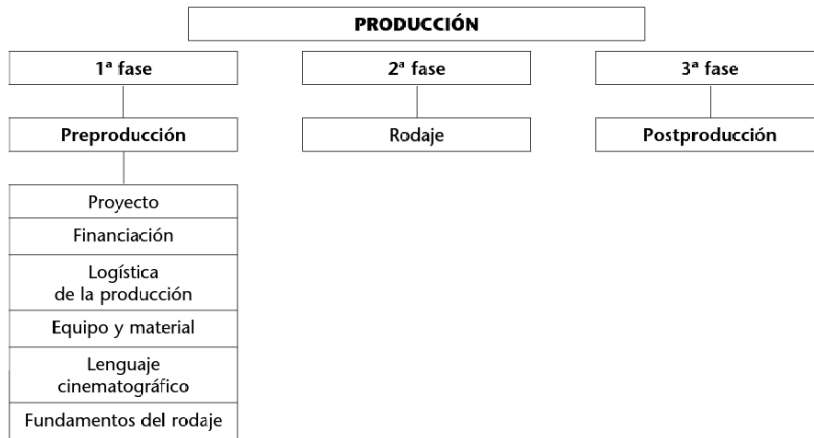 PRODUCCIÓN
1ª fase
2ª fase
3ª fase
Preproducción
Rodaje
Postproducción
Proyecto
Financiación
Logística
de la producción
Equipo y material
Lenguaje
cinematográfico
Fundamentos del rodaje